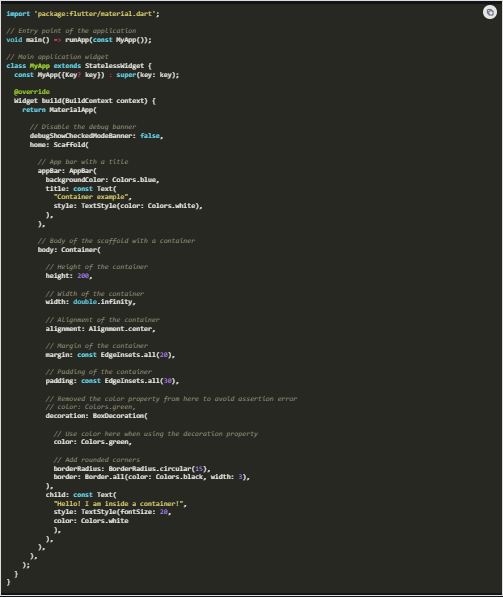 import 'package:flutter/material.dart';
// Entry point of the application
void main() => runApp(const MyApp());
// Main application widget
class MyApp extends StatelessWidget {
const MyApp({Key? key}) : super(key: key);
@override
Widget build(BuildContext context) {
return MaterialApp(
// Disable the debug banner
debugShowCheckedModeBanner: false,
home: Scaffold(
// App bar with a title
appBar: AppBar(
backgroundColor: Colors.blue,
title: const Text(
"Container example",
style: TextStyle(color: Colors.white),
),
),
// Body of the scaffold with a container
body: Container(
// Height of the container
height: 200,
// Width of the container
width: double.infinity,
// Alignment of the container
alignment: Alignment.center,
// Margin of the container
margin: const EdgeInsets.all(20),
// Padding of the container
padding: const EdgeInsets.all(30),
// Removed the color property from here to avoid assertion error
// color: Colors.green,
decoration: BoxDecoration(
// Use color here when using the decoration property
color: Colors.green,
// Add rounded corners
borderRadius: BorderRadius.circular(15),
border: Border.all(color: Colors.black, width: 3),
),
child: const Text(
"Hello! I am inside a container!",
style: TextStyle(fontSize: 20,
color: Colors.white
),
),
),
),
);
}
}